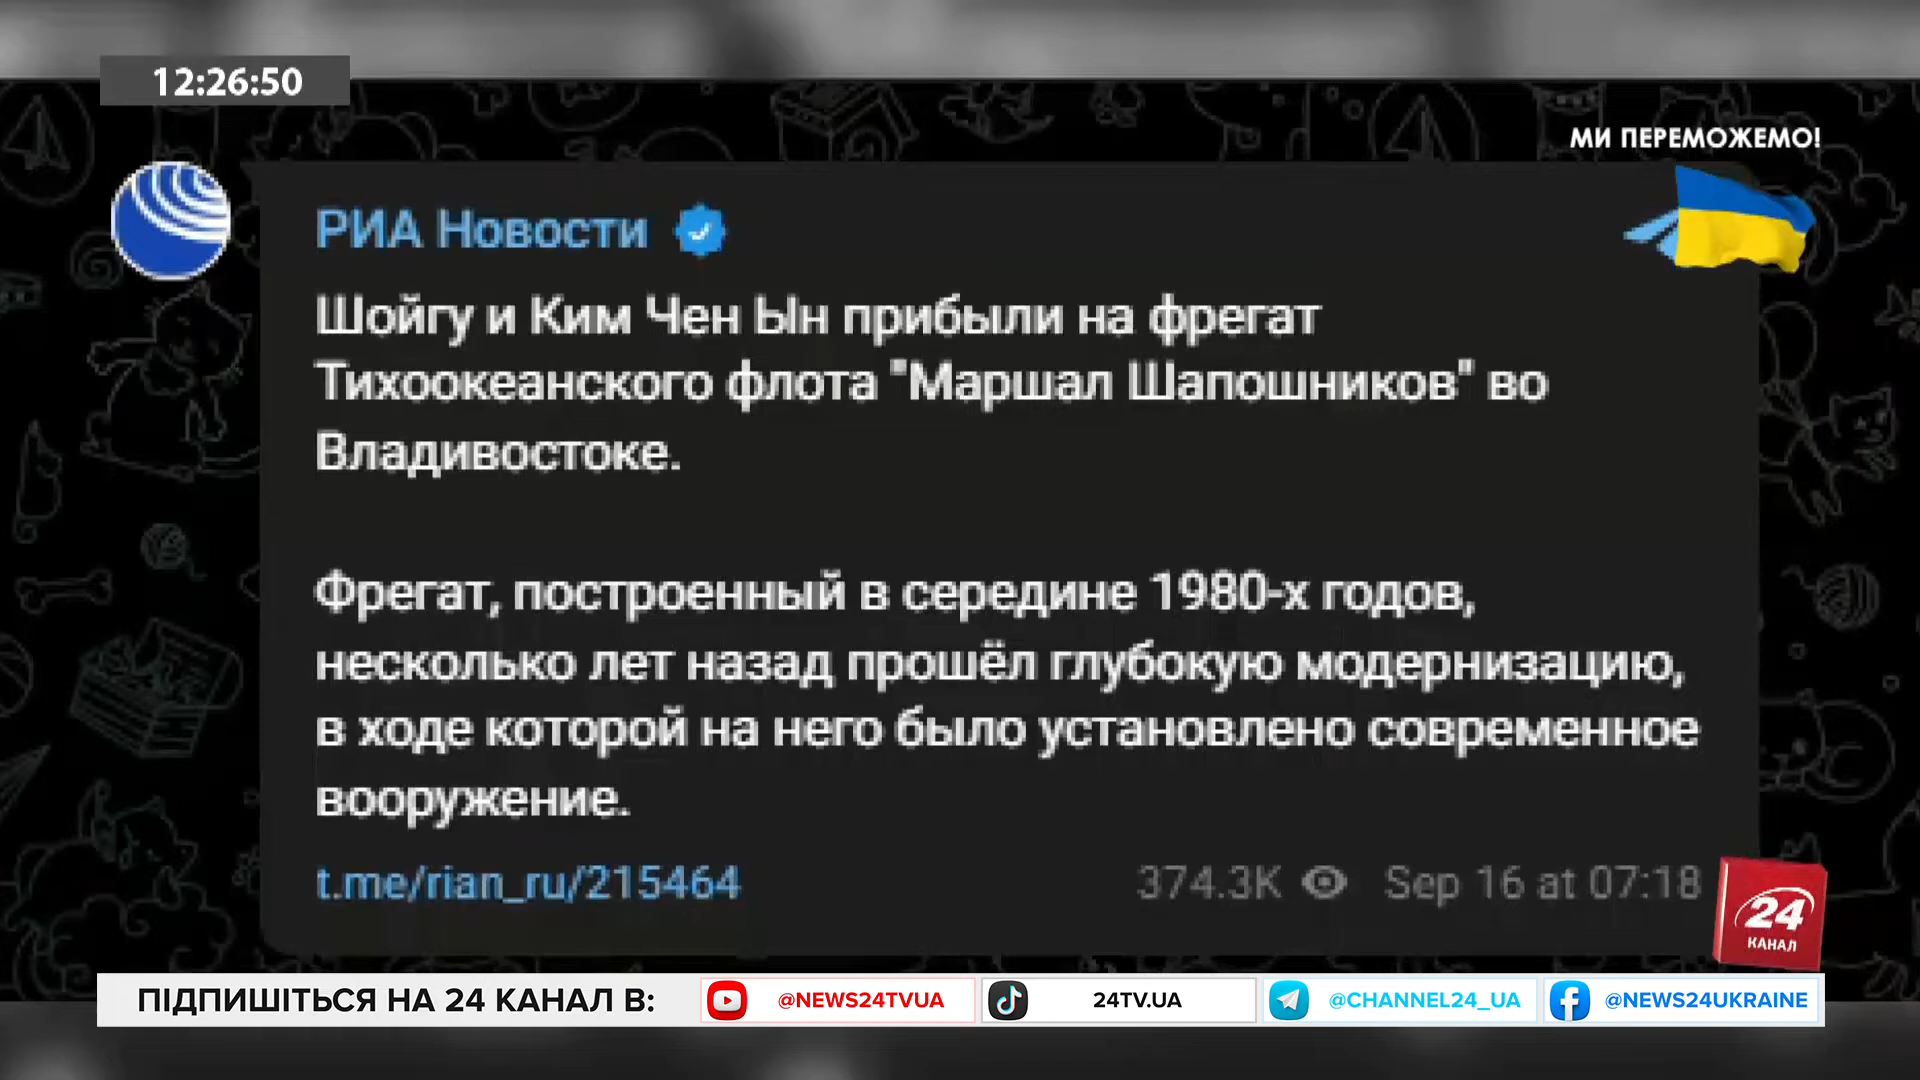 12:26:50
МИ ПЕРЕМОЖЕМО!
РИА Новости
Шойгу и Ким Чен Ын прибыли на фрегат
Тихоокеанского флота "Маршал Шапошников" во
Владивостоке.
Фрегат, построенный в середине 1980-х годов,
несколько лет назад прошёл глубокую модернизацию,
в ходе которой на него было установлено современное
вооружение.
t.me/rian_ru/215464 374.3K Sep 16 at 07:18
24
КАНАЛ
ПІДПИШІТЬСЯ НА 24 КАНАЛ В: @NEWS24TVUA 24TV.UA @CHANNEL24_UA @NEWS24UKRAINE